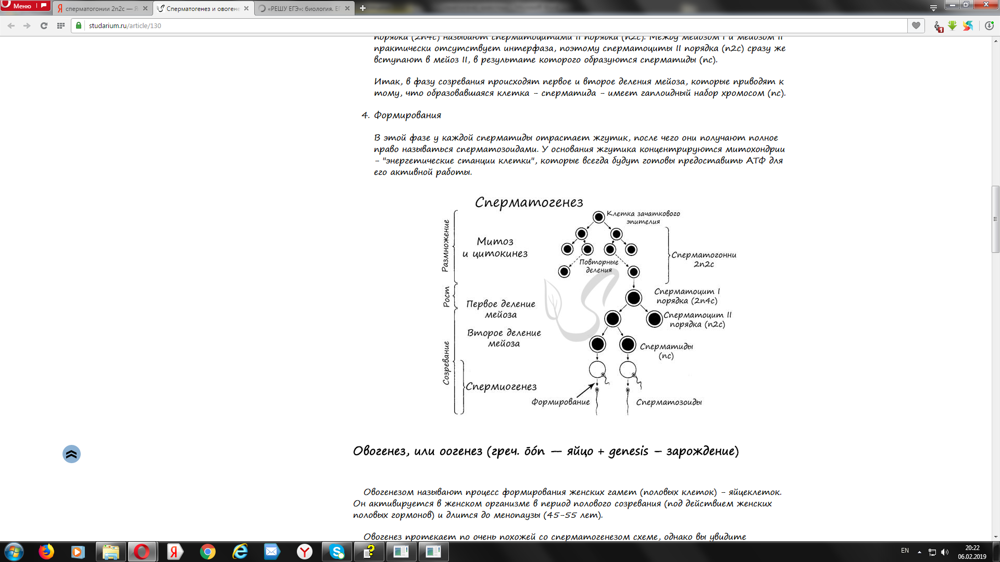 Меню
сперматогонии 2n2c — Я
Сперматогенез и овогене
«РЕШУ ЕГЭ»: биология. ЕГ
studarium.ru/article/130
1
порядка (2n4c) называют сперматоцитами II порядка (n2c). Между мейозом I и мейозом II
практически отсутствует интерфаза, поэтому сперматоциты II порядка (n2c) сразу же
вступают в мейоз II, в результате которого образуются сперматиды (nc).
Итак, в фазу созревания происходят первое и второе деления мейоза, которые приводят к
тому, что образовавшаяся клетка - сперматида - имеет гаплоидный набор хромосом (nc).
4. Формирования
В этой фазе у каждой сперматиды отрастает жгутик, после чего они получают полное
право называться сперматозоидами. У основания жгутика концентрируются митохондрии
- "энергетические станции клетки", которые всегда будут готовы предоставить АТФ для
его активной работы.
Сперматогенез
Размножение
Митоз
и цитокинез
Клетка зачаткового
эпителия
Повторные
деления
Сперматогонии
2n2c
Рост
Сперматоцит I
порядка (2n4c)
Первое деление
мейоза
Сперматоцит II
порядка (n2c)
Второе деление
мейоза
Созревание
Сперматиды
(nc)
Спермиогенез
Формирование
Сперматозоиды
Овогенез, или оогенез (греч. ōón — яйцо + genesis – зарождение)
Овогенезом называют процесс формирования женских гамет (половых клеток) - яйцеклеток.
Он активируется в женском организме в период полового созревания (под действием женских
половых гормонов) и длится до менопаузы (45-55 лет).
Овогенез протекает по очень похожей со сперматогенезом схеме, однако вы увидите
EN
20:22
06.02.2019